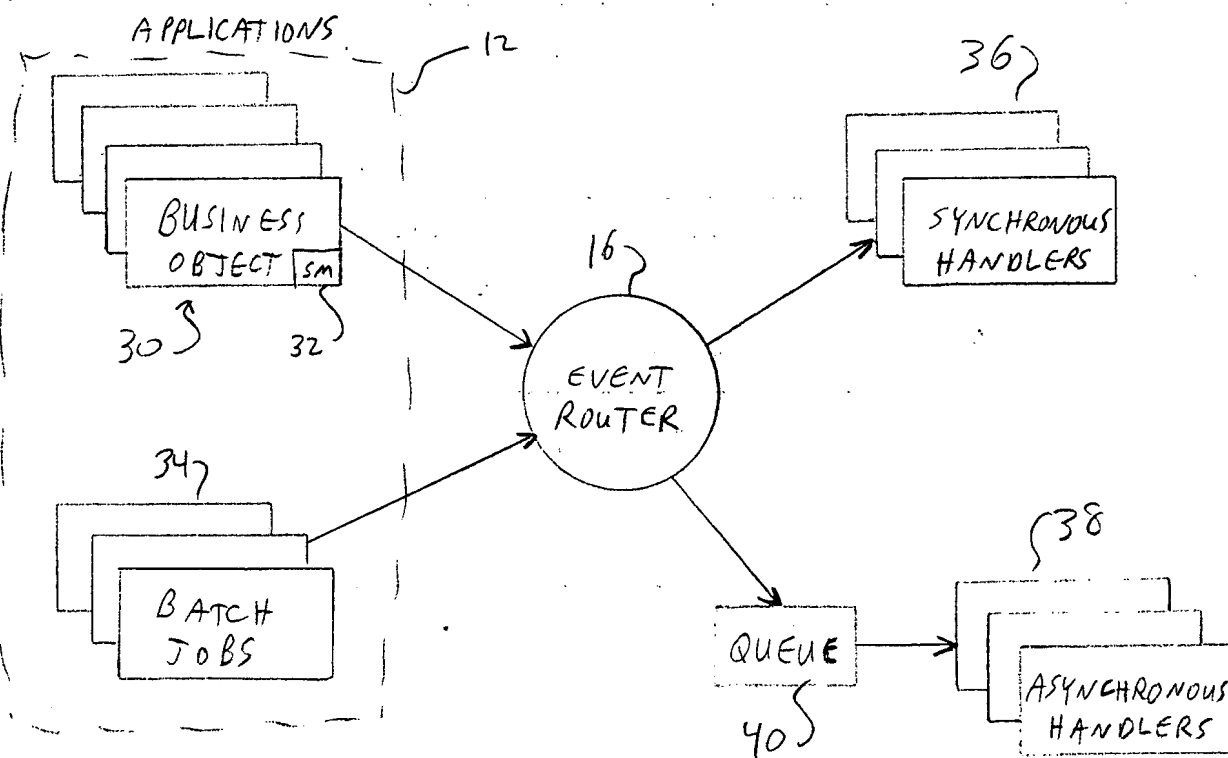 APPLICATIONS
12
BUSINESS
OBJECT
SM
30
32
34
BATCH
JOBS
16
EVENT
ROUTER
36
SYNCHRONOUS
HANDLERS
QUEUE
40
38
ASYNCHRONOUS
HANDLERS